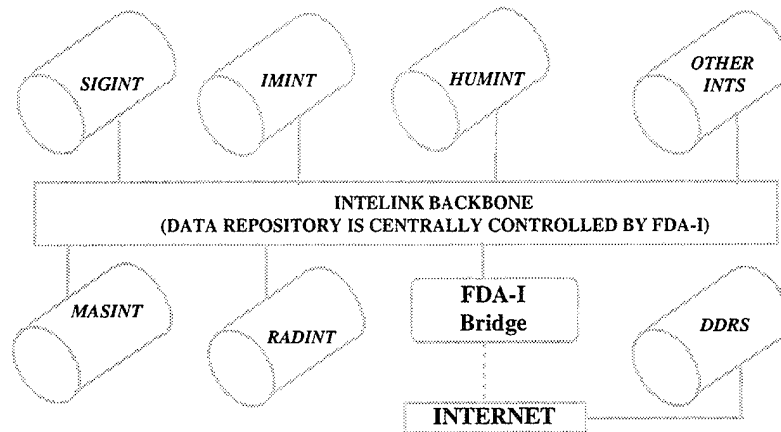 SIGINT
IMINT
HUMINT
OTHER
INTS
INTELINK BACKBONE
(DATA REPOSITORY IS CENTRALLY CONTROLLED BY FDA-I)
MASINT
RADINT
FDA-I
Bridge
DDRS
INTERNET